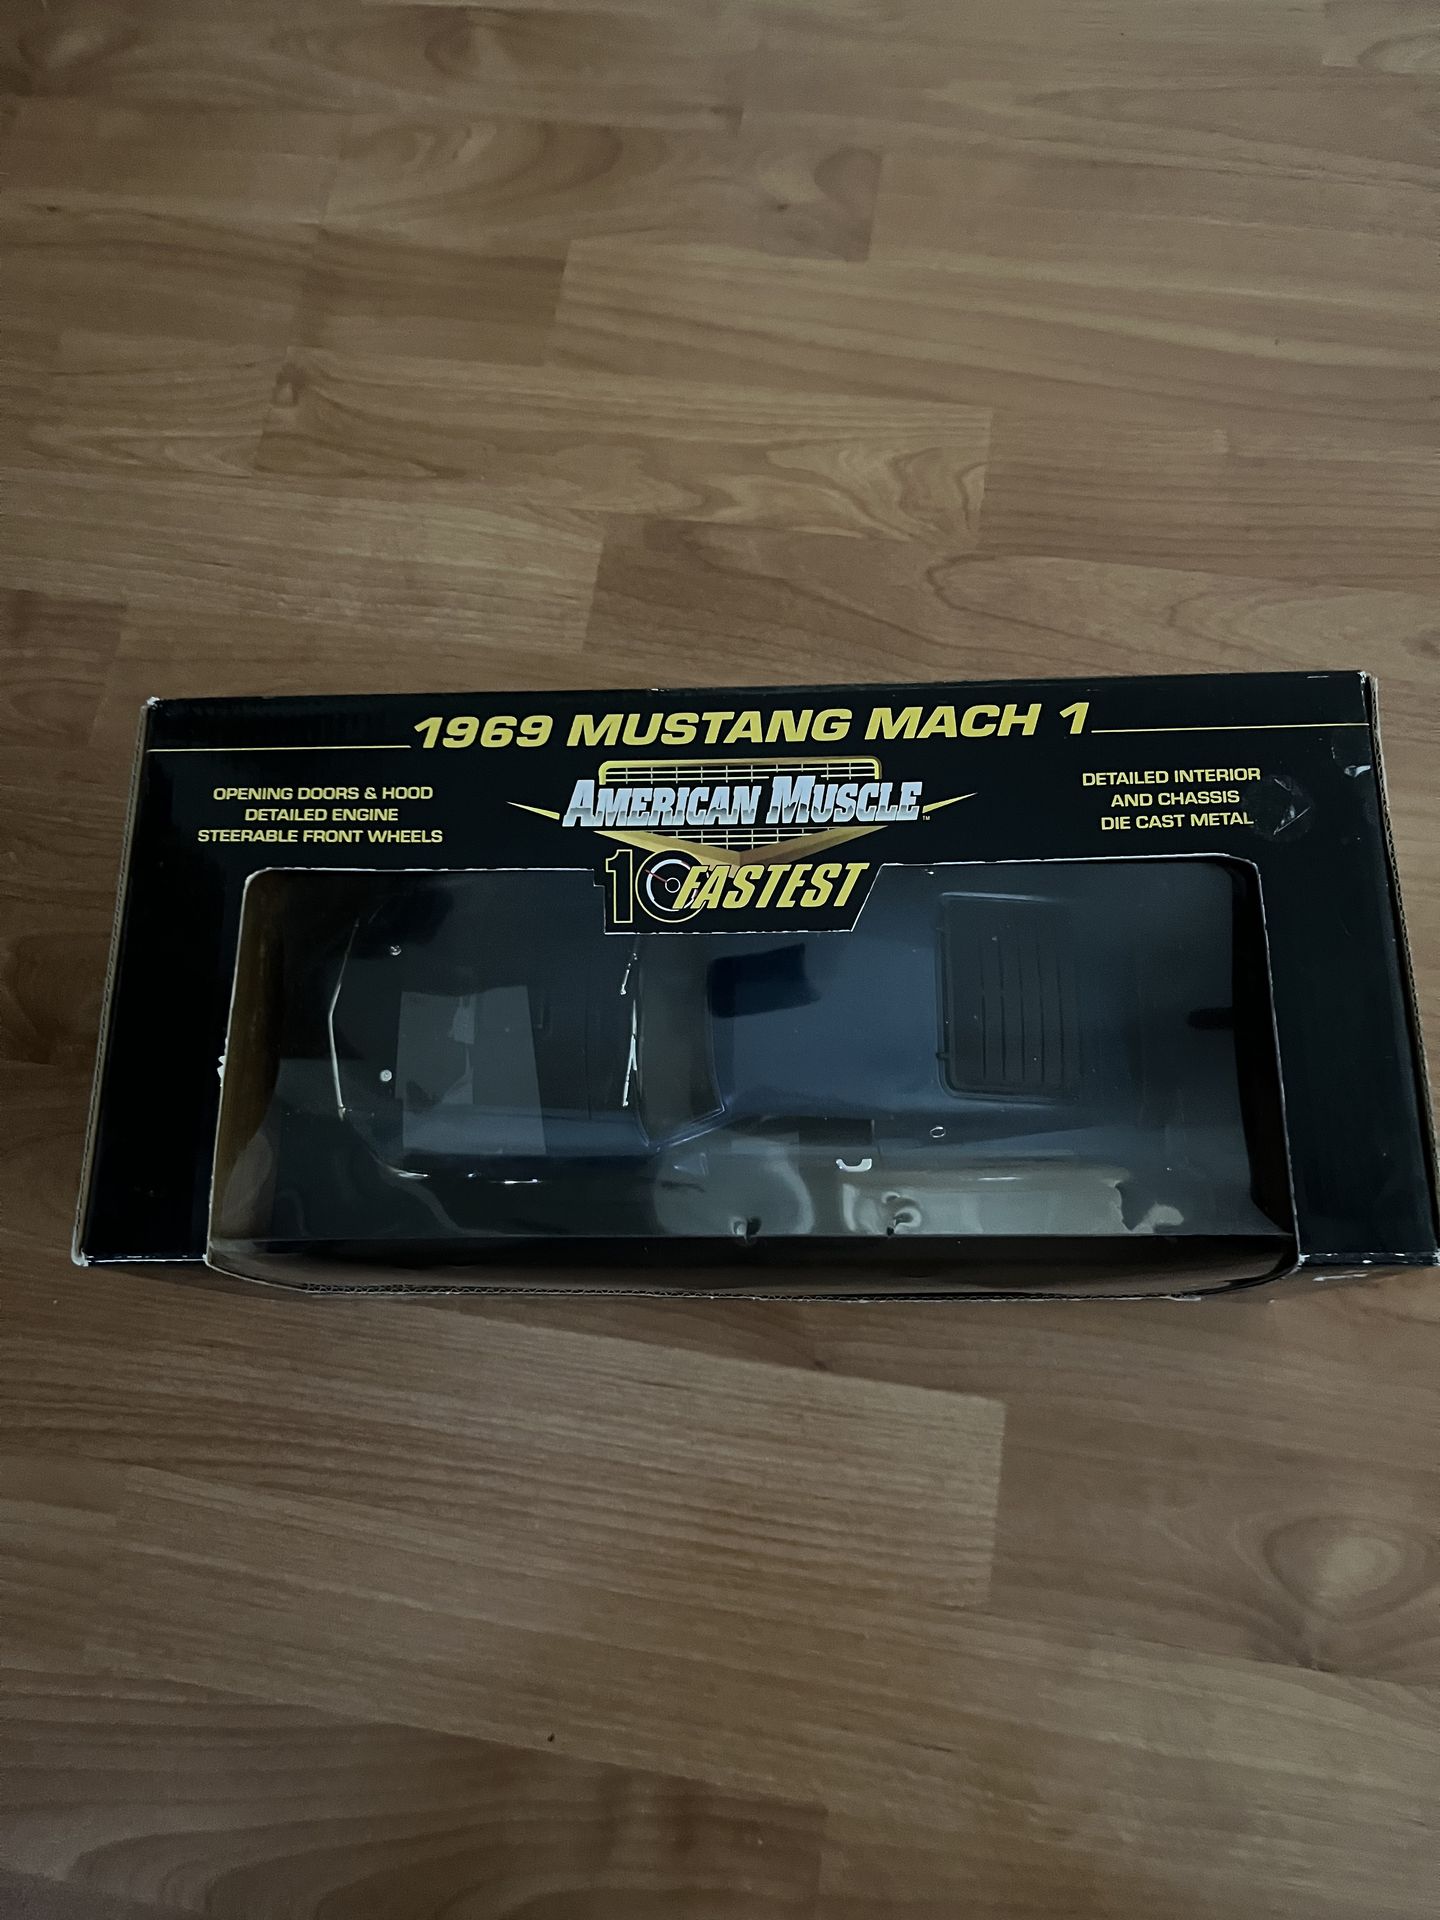 1969 MUSTANG MACH 1
OPENING DOORS & HOOD
DETAILED ENGINE
STEERABLE FRONT WHEELS
AMERICAN MUSCLE™
10 FASTEST
DETAILED INTERIOR
AND CHASSIS
DIE CAST METAL